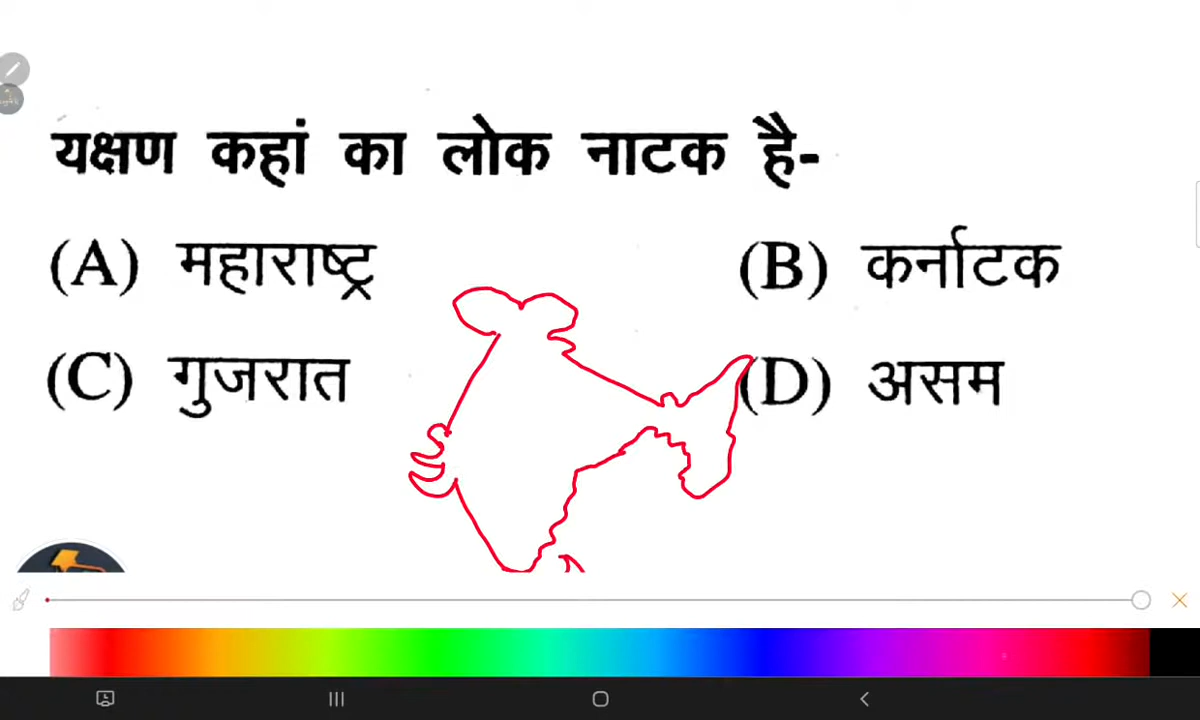 यक्षण कहां का लोक नाटक है-
(A) महाराष्ट्र (B) कर्नाटक
(C) गुजरात (D) असम